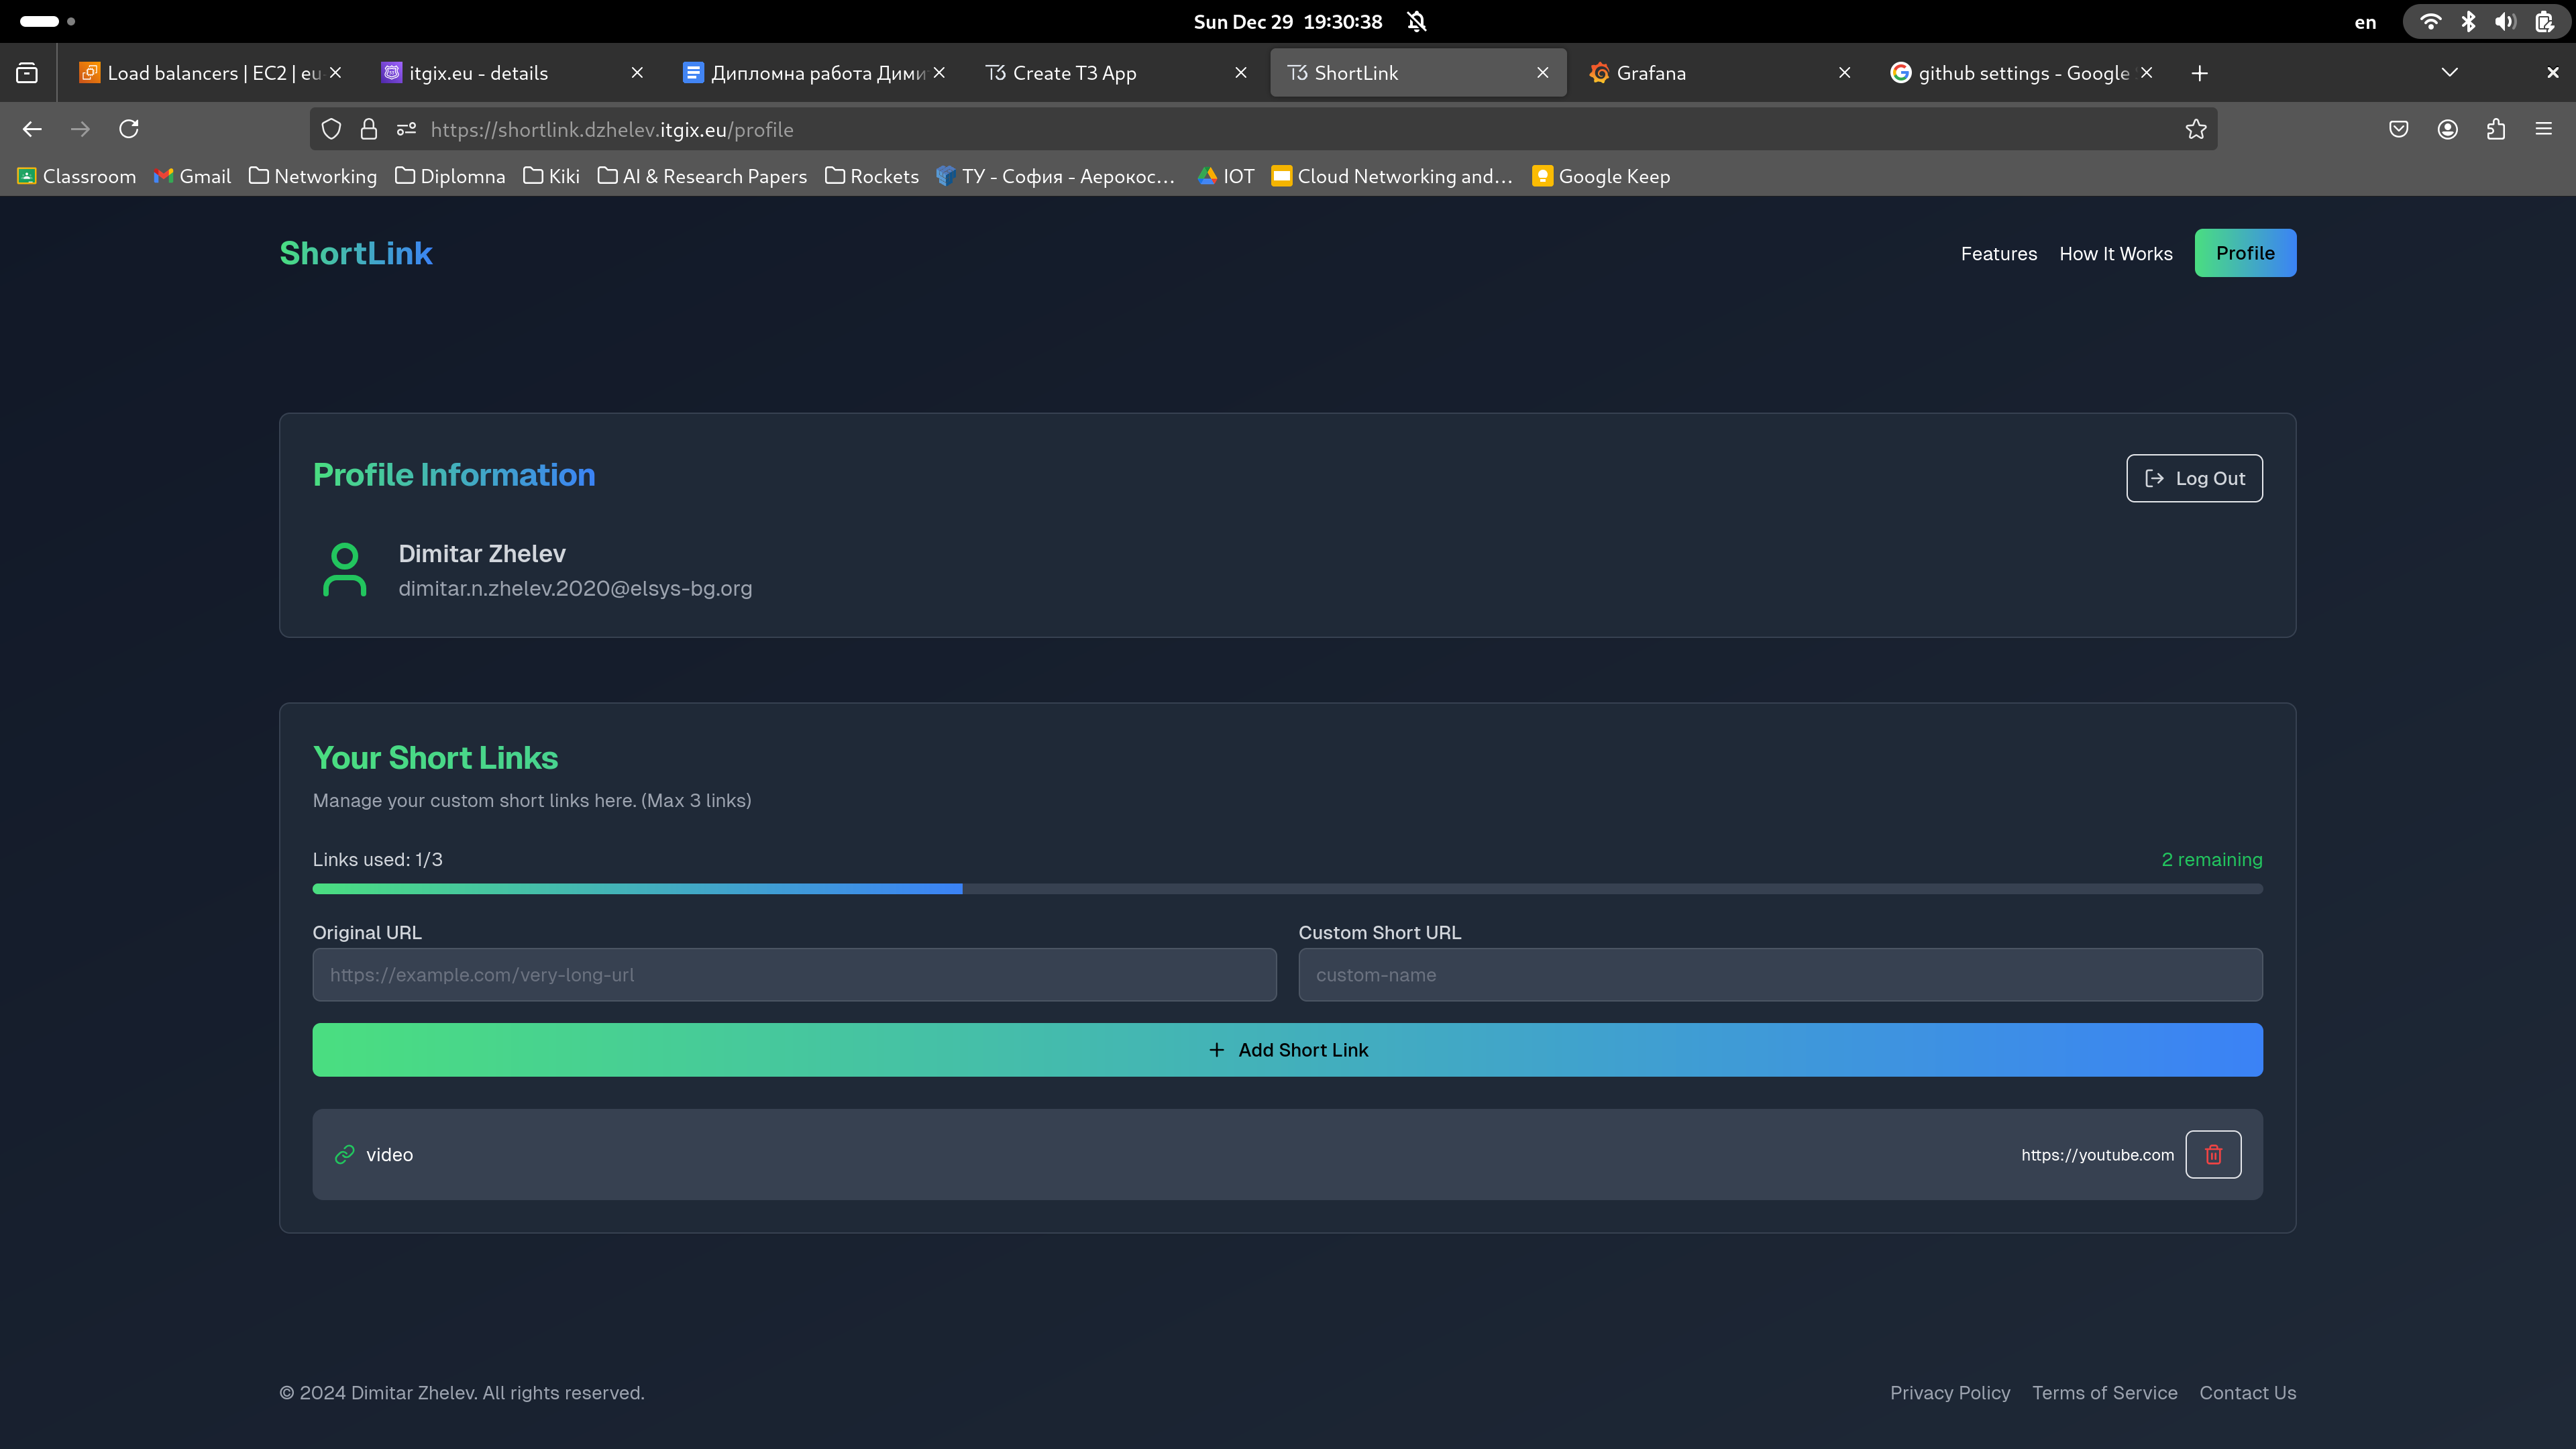 Sun Dec 29 19:30:38
en
Load balancers | EC2 | eu
itgix.eu - details
Дипломна работа Дими
Create T3 App
ShortLink
Grafana
github settings - Google
https://shortlink.dzhelev.itgix.eu/profile
Classroom
Gmail
Networking
Diplomna
Kiki
AI & Research Papers
Rockets
ТУ - София - Аерокос...
IOT
Cloud Networking and...
Google Keep
ShortLink
Features
How It Works
Profile
Profile Information
Log Out
Dimitar Zhelev
dimitar.n.zhelev.2020@elsys-bg.org
Your Short Links
Manage your custom short links here. (Max 3 links)
Links used: 1/3
2 remaining
Original URL
Custom Short URL
https://example.com/very-long-url
custom-name
+ Add Short Link
video
https://youtube.com
© 2024 Dimitar Zhelev. All rights reserved.
Privacy Policy
Terms of Service
Contact Us